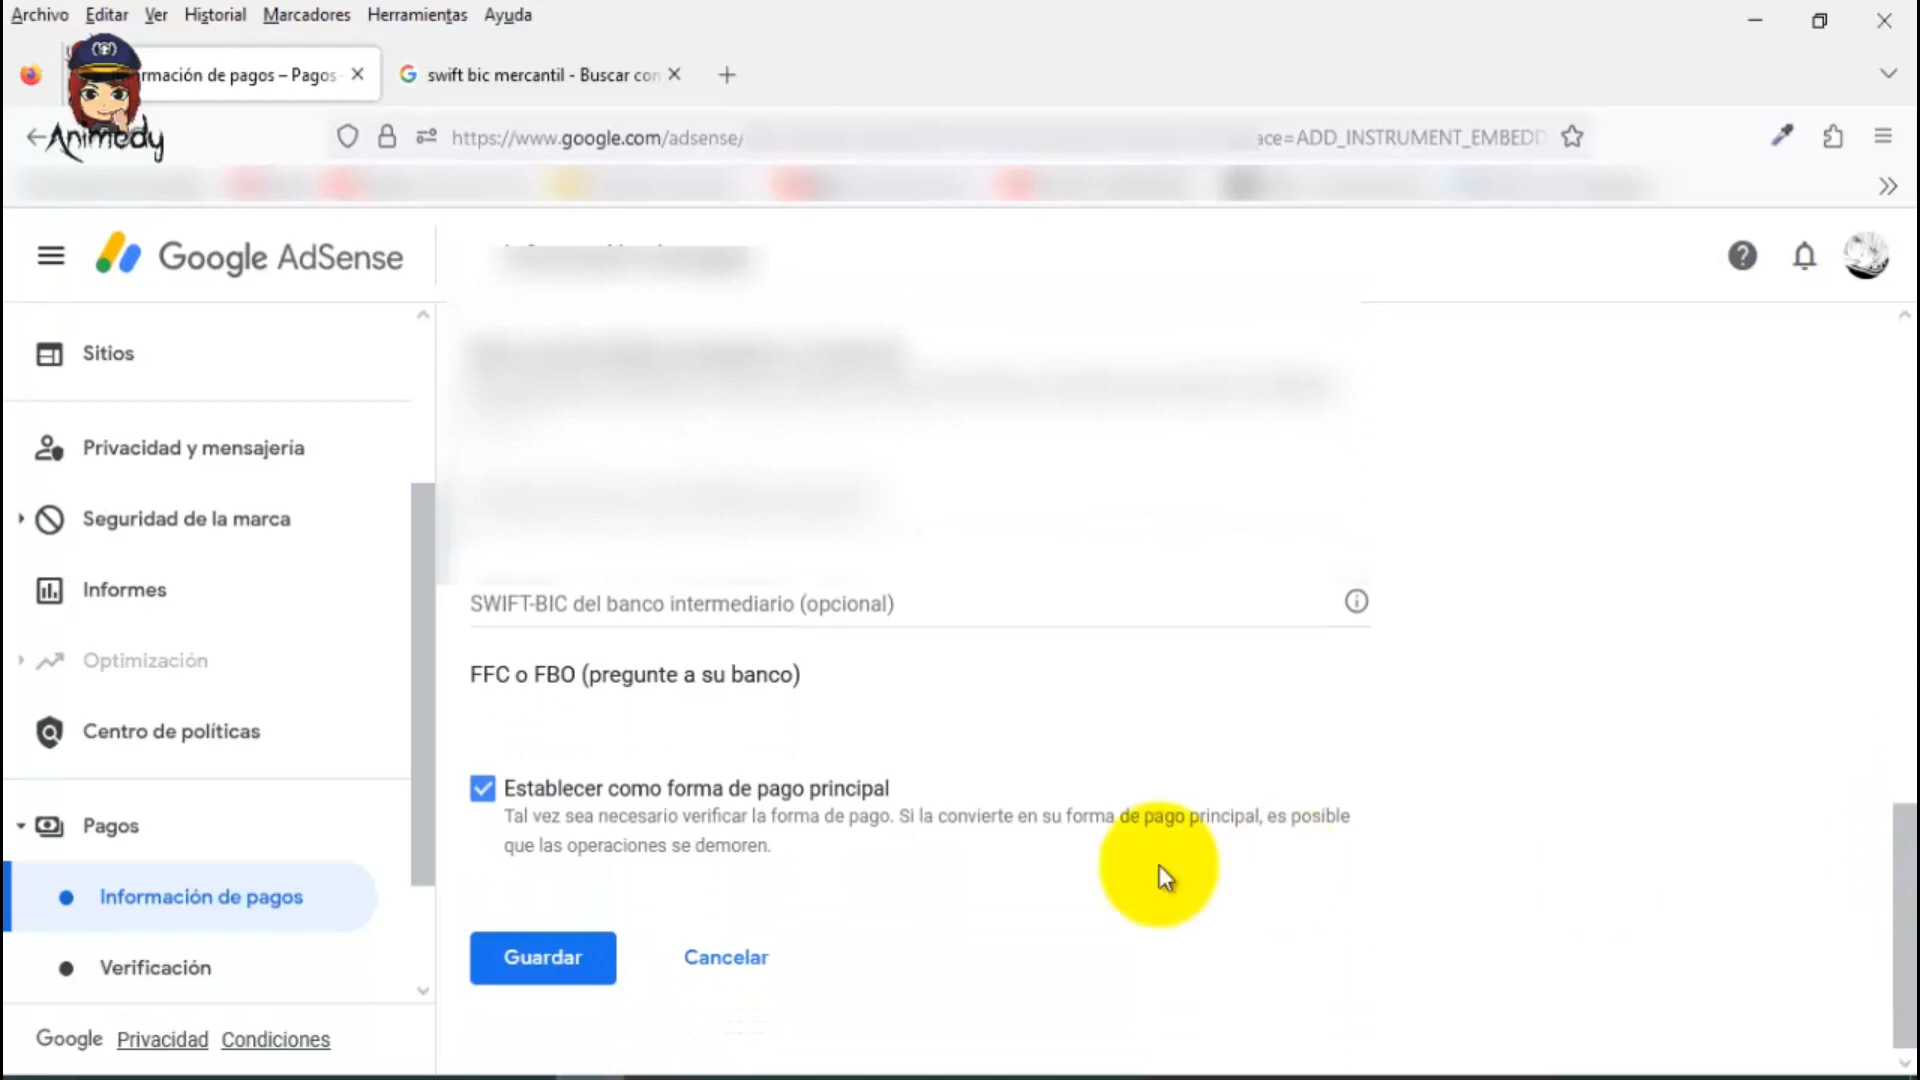 Archivo Editar Ver Historial Marcadores Herramientas Ayuda
rmación de pagos – Pagos
swift bic mercantil - Buscar con
Animedy
https://www.google.com/adsense/
ace=ADD_INSTRUMENT_EMBEDD
Google AdSense
Sitios
Privacidad y mensajería
Seguridad de la marca
Informes
Optimización
Centro de políticas
Pagos
Información de pagos
Verificación
Google Privacidad Condiciones
SWIFT-BIC del banco intermediario (opcional)
FFC o FBO (pregunte a su banco)
Establecer como forma de pago principal
Tal vez sea necesario verificar la forma de pago. Si la convierte en su forma de pago principal, es posible
que las operaciones se demoren.
Guardar
Cancelar